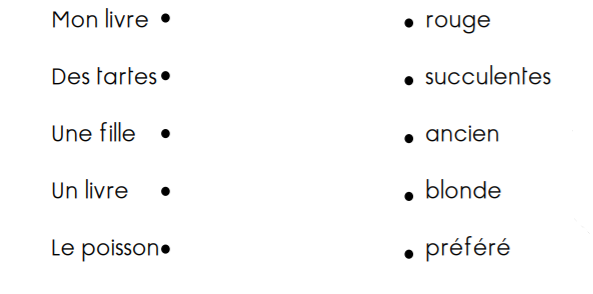 Mon livre • • rouge
Des tartes • • succulentes
Une fille • • ancien
Un livre • • blonde
Le poisson • • préféré